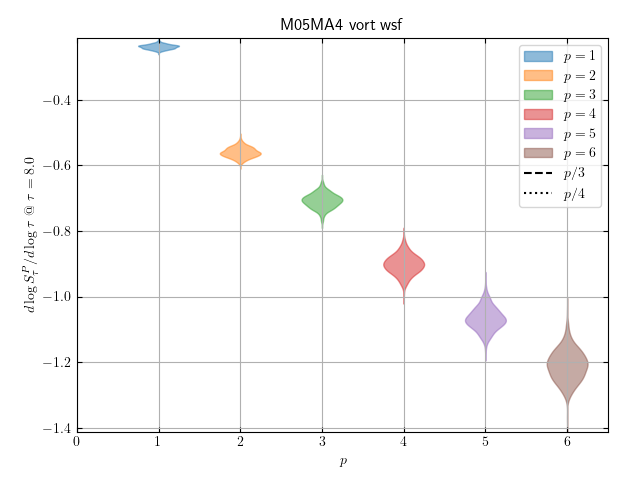 M05MA4 vort wsf
d log S_τ^P / d log τ @ τ = 8.0
−0.4
−0.6
−0.8
−1.0
−1.2
−1.4
0 1 2 3 4 5 6
p
p = 1
p = 2
p = 3
p = 4
p = 5
p = 6
p/3
p/4